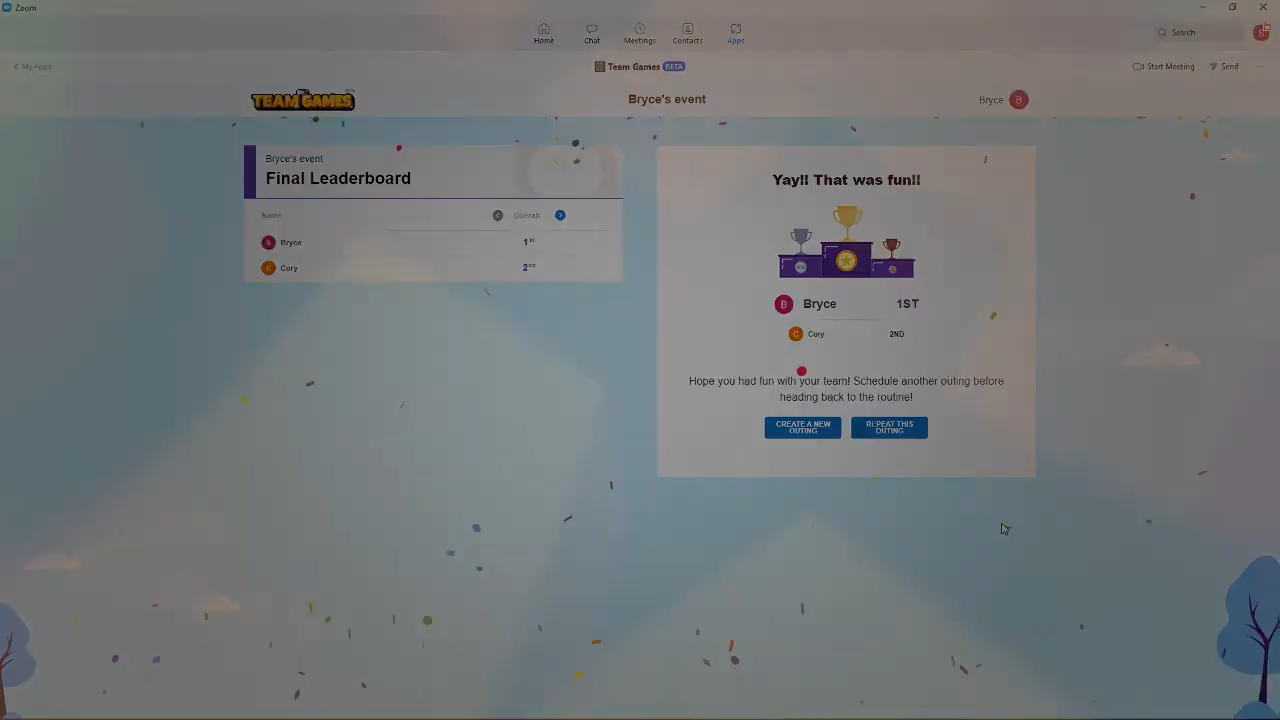 Zoom
Home
Chat
Meetings
Contacts
Apps
Search
My Apps
Team Games BETA
Start Meeting
Send
TEAM GAMES
Bryce's event
Bryce B
Bryce's event
Final Leaderboard
Name
Overall
B Bryce 1ST
C Cory 2ND
Yay!! That was fun!!
B Bryce 1ST
C Cory 2ND
Hope you had fun with your team! Schedule another outing before
heading back to the routine!
CREATE A NEW
OUTING
REPEAT THIS
OUTING